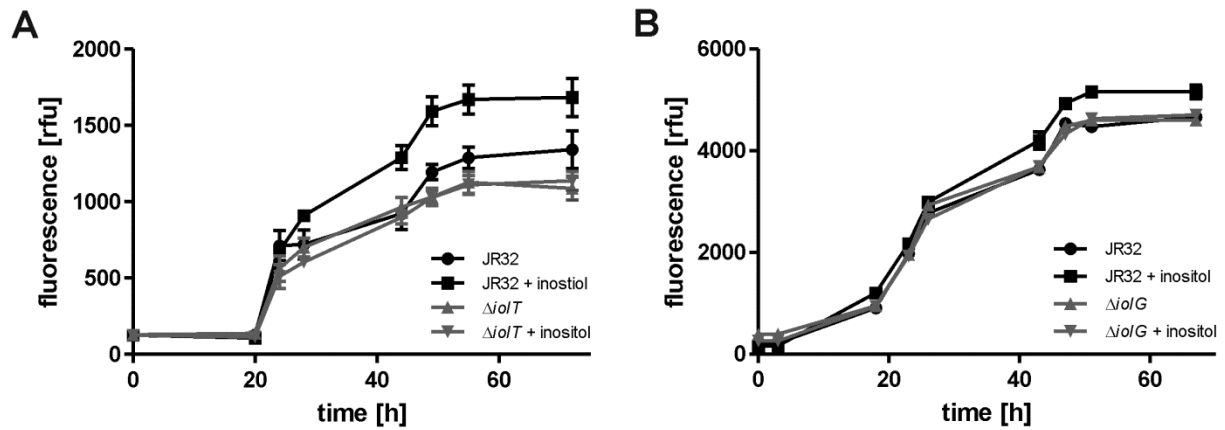 A
2000
1500
1000
500
0
0
20
40
60
fluorescence [rfu]
time [h]
JR32
JR32 + inostiol
ΔiolT
ΔiolT + inositol
B
6000
4000
2000
0
0
20
40
60
fluorescence [rfu]
time [h]
JR32
JR32 + inositol
ΔiolG
ΔiolG + inositol